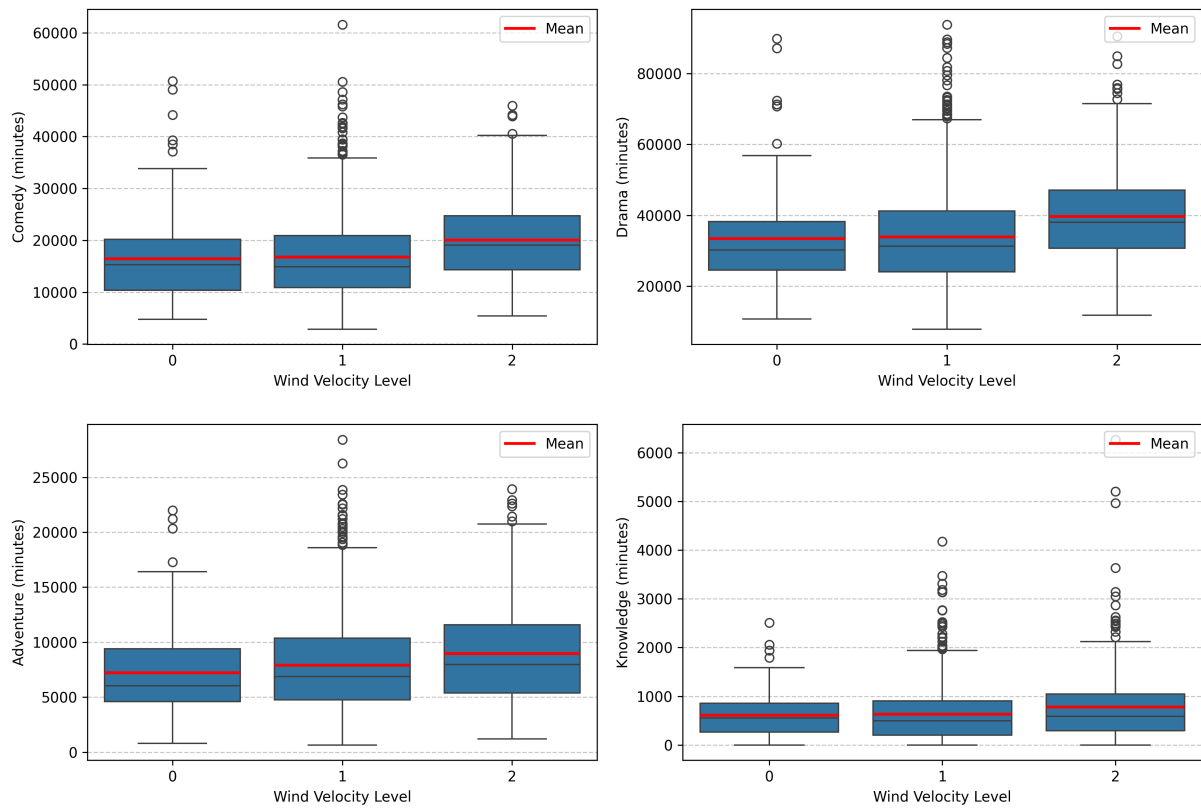 Comedy (minutes)
60000
50000
40000
30000
20000
10000
0
Mean
0 1 2
Wind Velocity Level
Drama (minutes)
80000
60000
40000
20000
Mean
0 1 2
Wind Velocity Level
Adventure (minutes)
25000
20000
15000
10000
5000
0
Mean
0 1 2
Wind Velocity Level
Knowledge (minutes)
6000
5000
4000
3000
2000
1000
0
Mean
0 1 2
Wind Velocity Level